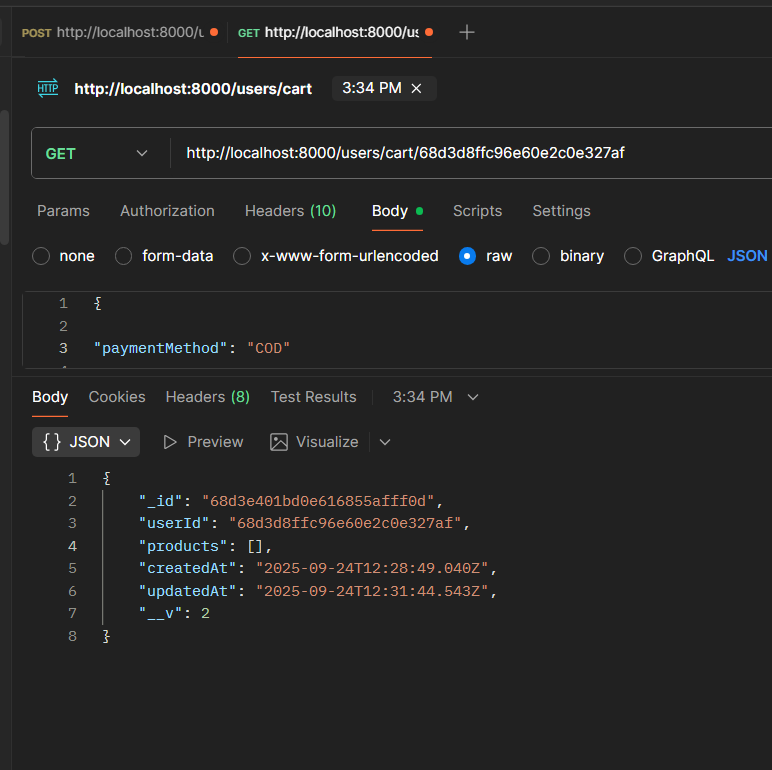 POST http://localhost:8000/u GET http://localhost:8000/us
HTTP http://localhost:8000/users/cart 3:34 PM
GET http://localhost:8000/users/cart/68d3d8ffc96e60e2c0e327af
Params Authorization Headers (10) Body Scripts Settings
none form-data x-www-form-urlencoded raw binary GraphQL JSON
1 {
2
3 "paymentMethod": "COD"
Body Cookies Headers (8) Test Results 3:34 PM
{} JSON Preview Visualize
1 {
2 "_id": "68d3e401bd0e616855afff0d",
3 "userId": "68d3d8ffc96e60e2c0e327af",
4 "products": [],
5 "createdAt": "2025-09-24T12:28:49.040Z",
6 "updatedAt": "2025-09-24T12:31:44.543Z",
7 "__v": 2
8 }